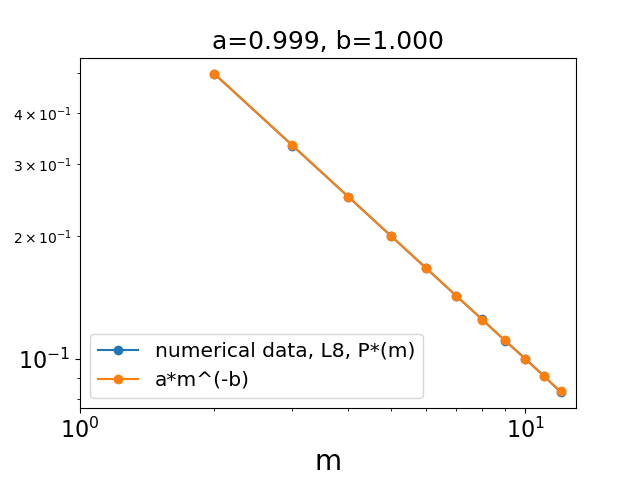 a=0.999, b=1.000
4 × 10⁻¹
3 × 10⁻¹
2 × 10⁻¹
10⁻¹
numerical data, L8, P*(m)
a*m^(-b)
10⁰
10¹
m